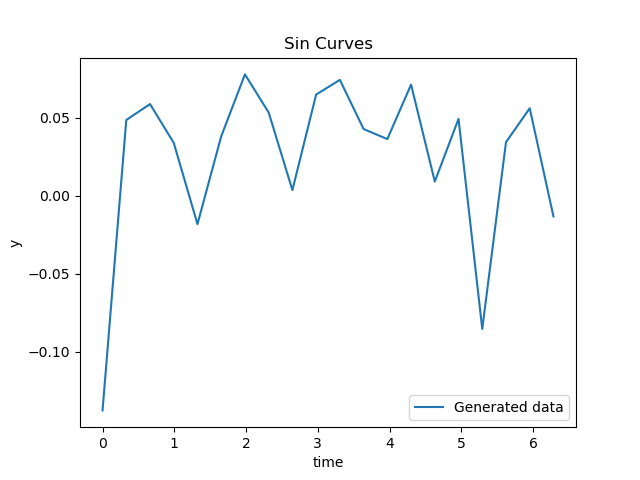 Sin Curves
0.05
0.00
−0.05
−0.10
y
0 1 2 3 4 5 6
time
Generated data